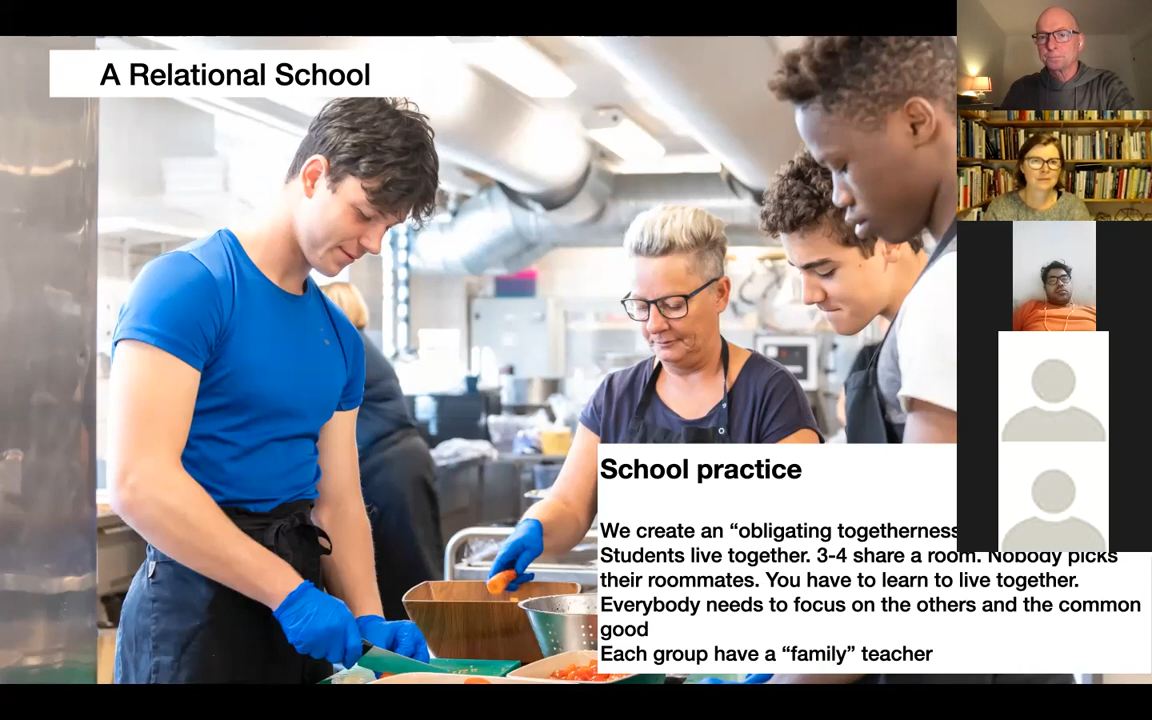 A Relational School
School practice
We create an “obligating togetherness
Students live together. 3-4 share a room. Nobody picks
their roommates. You have to learn to live together.
Everybody needs to focus on the others and the common
good
Each group have a “family” teacher